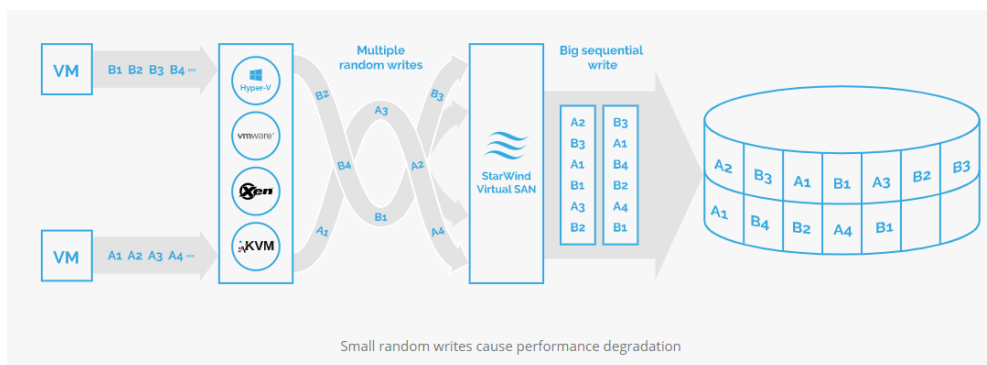 VM
B1 B2 B3 B4 ...
VM
A1 A2 A3 A4 ...
Hyper-V
vmware
Xen
KVM
Multiple
random writes
B2
A3
B3
B4
A2
A1
B1
A4
StarWind
Virtual SAN
Big sequential
write
A2 B3
B3 A1
A1 B4
B1 B2
A3 A4
B2 B1
A2 B3 A1 B1 A3 B2 B3
A1 B4 B2 A4 B1
Small random writes cause performance degradation